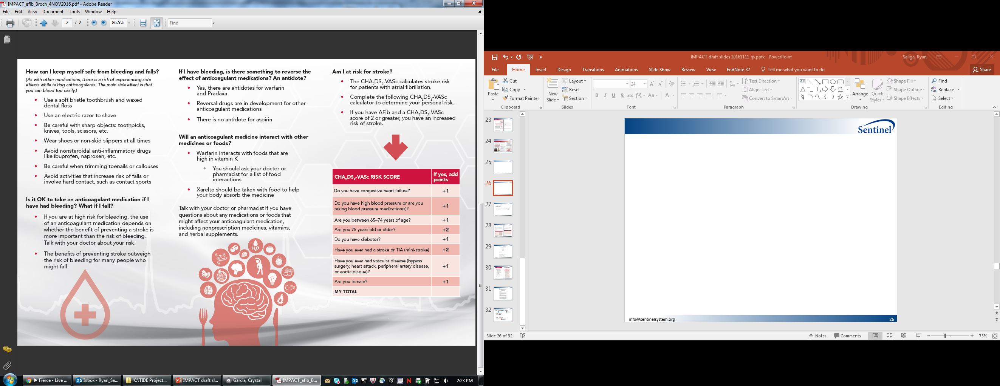 IMPACT_afib_Broch_4NOV2016.pdf - Adobe Reader
File Edit View Document Tools Window Help
2 / 2 86.5% Find
How can I keep myself safe from bleeding and falls?
(As with other medications, there is a risk of experiencing side
effects while taking anticoagulants. The main side effect is that
you can bleed too easily.)
• Use a soft bristle toothbrush and waxed
dental floss
• Use an electric razor to shave
• Be careful with sharp objects: toothpicks,
knives, tools, scissors, etc.
• Wear shoes or non-skid slippers at all times
• Avoid nonsteroidal anti-inflammatory drugs
like ibuprofen, naproxen, etc.
• Be careful when trimming toenails or callouses
• Avoid activities that increase risk of falls or
involve hard contact, such as contact sports
Is it OK to take an anticoagulant medication if I
have had bleeding? What if I fall?
• If you are at high risk for bleeding, the use
of an anticoagulant medication depends on
whether the benefit of preventing a stroke is
more important than the risk of bleeding.
Talk with your doctor about your risk.
• The benefits of preventing stroke outweigh
the risk of bleeding for many people who
might fall.
If I have bleeding, is there something to reverse the
effect of anticoagulant medications? An antidote?
• Yes, there are antidotes for warfarin
and Pradaxa
• Reversal drugs are in development for other
anticoagulant medications
• There is no antidote for aspirin
Will an anticoagulant medicine interact with other
medicines or foods?
• Warfarin interacts with foods that are
high in vitamin K
• You should ask your doctor or
pharmacist for a list of food
interactions
• Xarelto should be taken with food to help
your body absorb the medicine
Talk with your doctor or pharmacist if you have
questions about any medications or foods that
might affect your anticoagulant medication,
including nonprescription medicines, vitamins,
and herbal supplements.
H₂O
Am I at risk for stroke?
• The CHA₂DS₂-VASc calculates stroke risk
for patients with atrial fibrillation.
• Complete the following CHA₂DS₂-VASc
calculator to determine your personal risk.
• If you have AFib and a CHA₂DS₂-VASc
score of 2 or greater, you have an increased
risk of stroke.
CHA₂DS₂-VASc RISK SCORE If yes, add
points
Do you have congestive heart failure? +1
Do you have high blood pressure or are you
taking blood pressure medication(s)? +1
Are you between 65–74 years of age? +1
Are you 75 years old or older? +2
Do you have diabetes? +1
Have you ever had a stroke or TIA (mini-stroke) +2
Have you ever had vascular disease (bypass
surgery, heart attack, peripheral artery disease,
or aortic plaque)? +1
Are you female? +1
MY TOTAL
Fierce - Live ... Inbox - Ryan_Sa... K:\TIDE Project... IMPACT draft sl... Garcia, Crystal IMPACT_afib_B... 2:23 PM
IMPACT draft slides 20161111 rp.pptx - PowerPoint Saliga, Ryan
File Home Insert Design Transitions Animations Slide Show Review View EndNote X7 Tell me what you want to do Share
Paste Cut Copy Format Painter Clipboard
New Slide Layout Reset Section Slides
24 B I U S abc AV Aa A Font
Text Direction Align Text Convert to SmartArt Paragraph
Arrange Quick Styles Shape Fill Shape Outline Shape Effects Drawing
Find Replace Select Editing
23
24
25
26
27
28
29
30
31
32
Sentinel
info@sentinelsystem.org 26
Slide 26 of 32 Notes Comments 75%